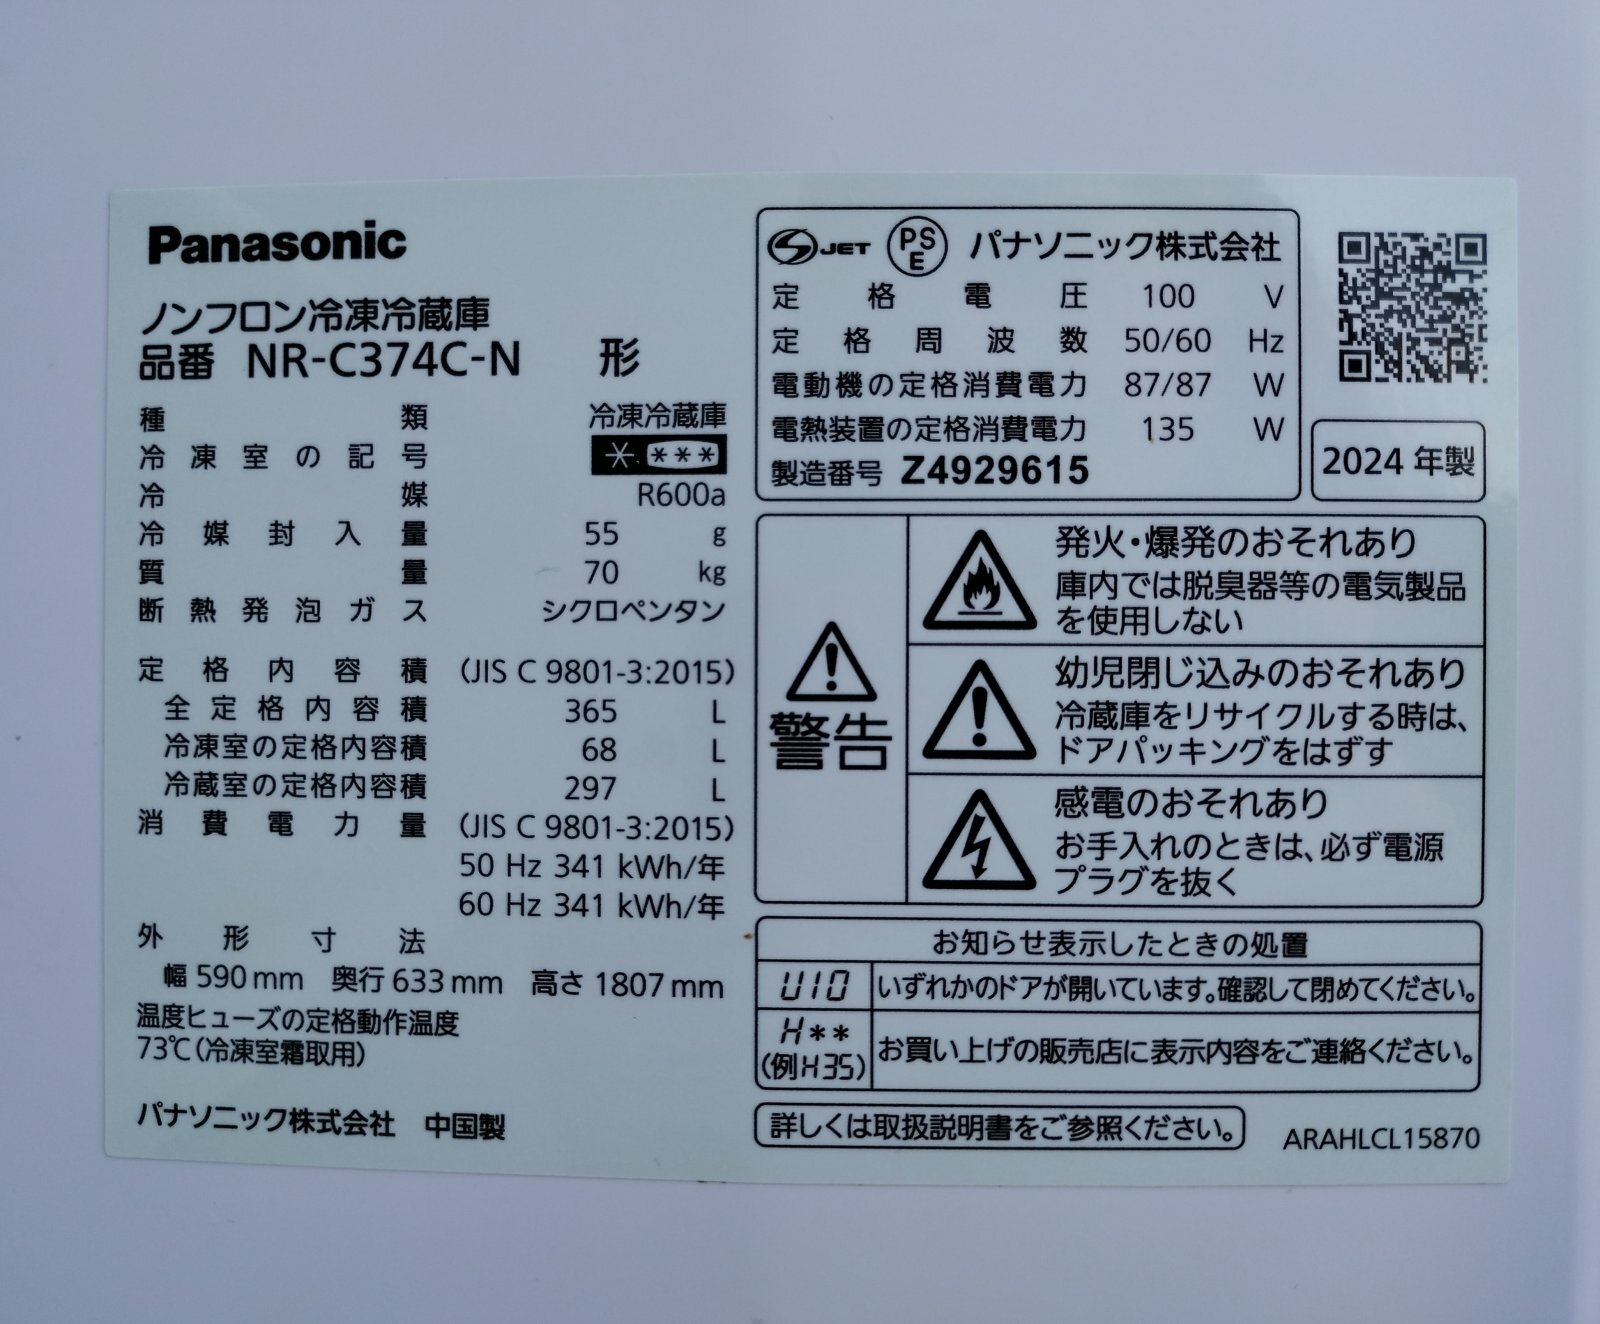 Panasonic
ノンフロン冷凍冷蔵庫
品番 NR-C374C-N 形
種類 冷凍冷蔵庫
冷凍室の記号 * ***
冷媒 R600a
冷媒封入量 55 g
質量 70 kg
断熱発泡ガス シクロペンタン
定格内容積 (JIS C 9801-3:2015)
全定格内容積 365 L
冷凍室の定格内容積 68 L
冷蔵室の定格内容積 297 L
消費電力量 (JIS C 9801-3:2015)
50 Hz 341 kWh/年
60 Hz 341 kWh/年
外形寸法
幅 590 mm 奥行 633 mm 高さ 1807 mm
温度ヒューズの定格動作温度
73℃(冷凍室霜取用)
パナソニック株式会社 中国製
S JET PS E パナソニック株式会社
定格電圧 100 V
定格周波数 50/60 Hz
電動機の定格消費電力 87/87 W
電熱装置の定格消費電力 135 W
製造番号 Z4929615
2024 年製
警告
発火・爆発のおそれあり
庫内では脱臭器等の電気製品
を使用しない
幼児閉じ込みのおそれあり
冷蔵庫をリサイクルする時は、
ドアパッキングをはずす
感電のおそれあり
お手入れのときは、必ず電源
プラグを抜く
お知らせ表示したときの処置
U10 いずれかのドアが開いています。確認して閉めてください。
H**
(例H35) お買い上げの販売店に表示内容をご連絡ください。
詳しくは取扱説明書をご参照ください。
ARAHLCL15870